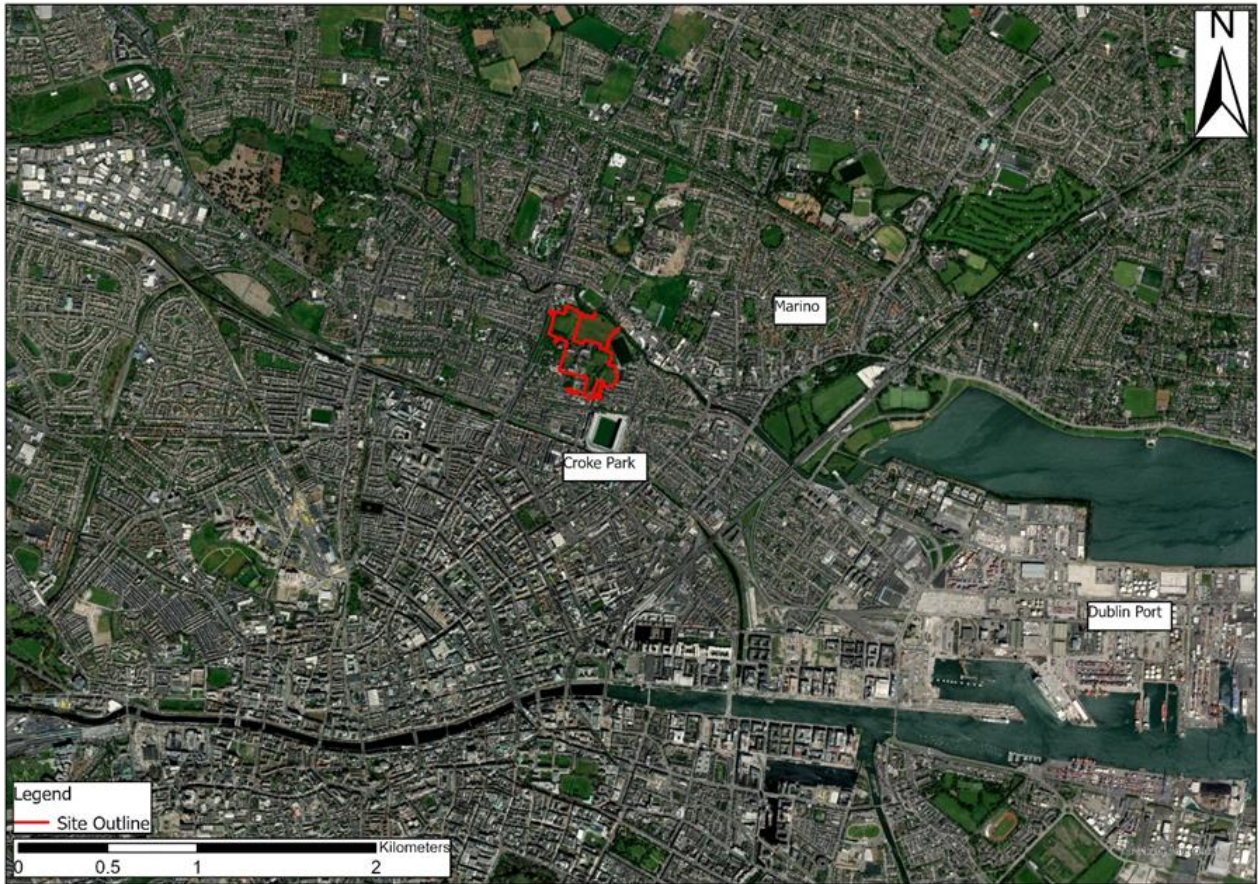 N
Marino
Croke Park
Dublin Port
Legend
Site Outline
Kilometers
0 0.5 1 2